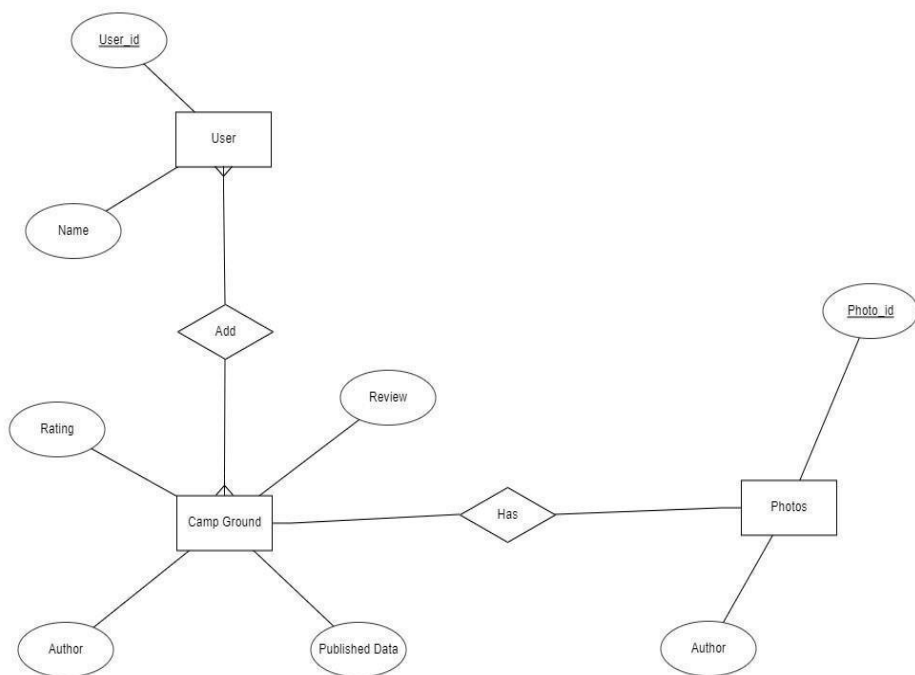 User_id
User
Name
Add
Photo_id
Review
Rating
Camp Ground
Has
Photos
Author
Published Data
Author